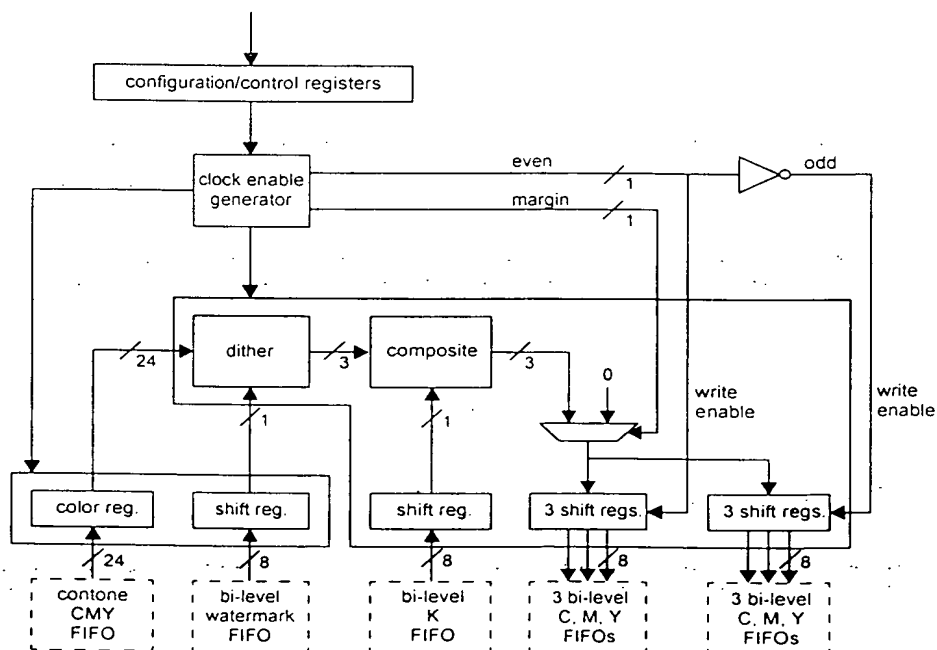 configuration/control registers
clock enable
generator
even
1
odd
margin
1
dither
composite
24
3
3
0
1
1
write
enable
write
enable
color reg.
shift reg.
shift reg.
3 shift regs.
3 shift regs.
24
8
8
8
8
contone
CMY
FIFO
bi-level
watermark
FIFO
bi-level
K
FIFO
3 bi-level
C, M, Y
FIFOs
3 bi-level
C, M, Y
FIFOs